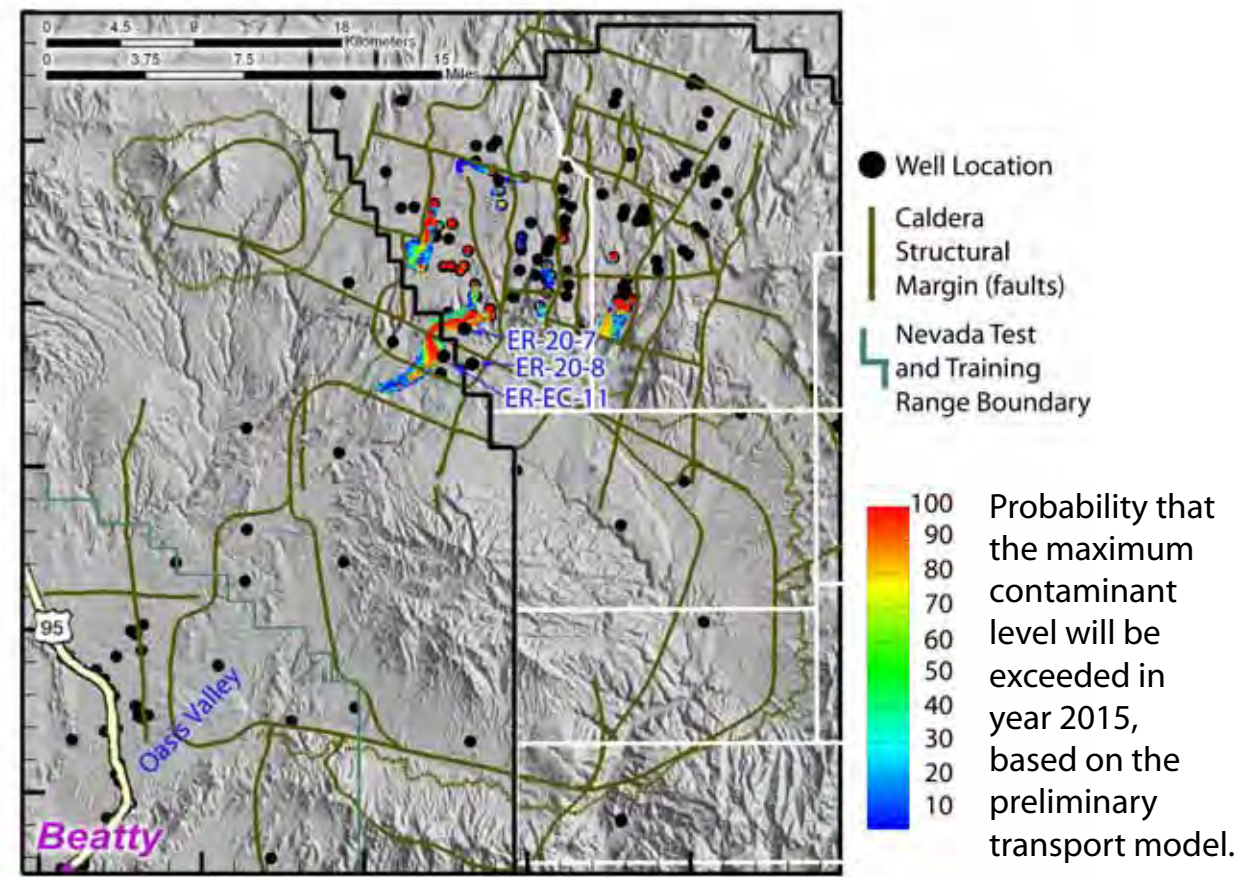 0 4.5 9 18
Kilometers
0 3.75 7.5 15
Miles
ER-20-7
ER-20-8
ER-EC-11
95
Oasis Valley
Beatty
Well Location
Caldera
Structural
Margin (faults)
Nevada Test
and Training
Range Boundary
100
90
80
70
60
50
40
30
20
10
Probability that
the maximum
contaminant
level will be
exceeded in
year 2015,
based on the
preliminary
transport model.